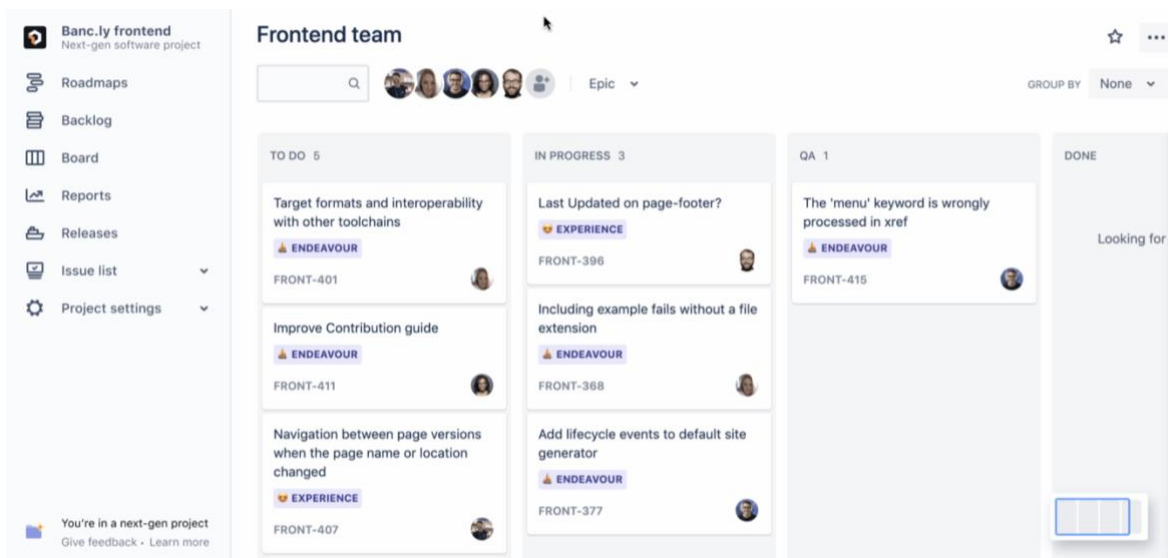 Banc.ly frontend
Next-gen software project
Roadmaps
Backlog
Board
Reports
Releases
Issue list
Project settings
You're in a next-gen project
Give feedback • Learn more
Frontend team
Epic
GROUP BY None
TO DO 5
Target formats and interoperability
with other toolchains
ENDEAVOUR
FRONT-401
Improve Contribution guide
ENDEAVOUR
FRONT-411
Navigation between page versions
when the page name or location
changed
EXPERIENCE
FRONT-407
IN PROGRESS 3
Last Updated on page-footer?
EXPERIENCE
FRONT-396
Including example fails without a file
extension
ENDEAVOUR
FRONT-368
Add lifecycle events to default site
generator
ENDEAVOUR
FRONT-377
QA 1
The 'menu' keyword is wrongly
processed in xref
ENDEAVOUR
FRONT-415
DONE
Looking for